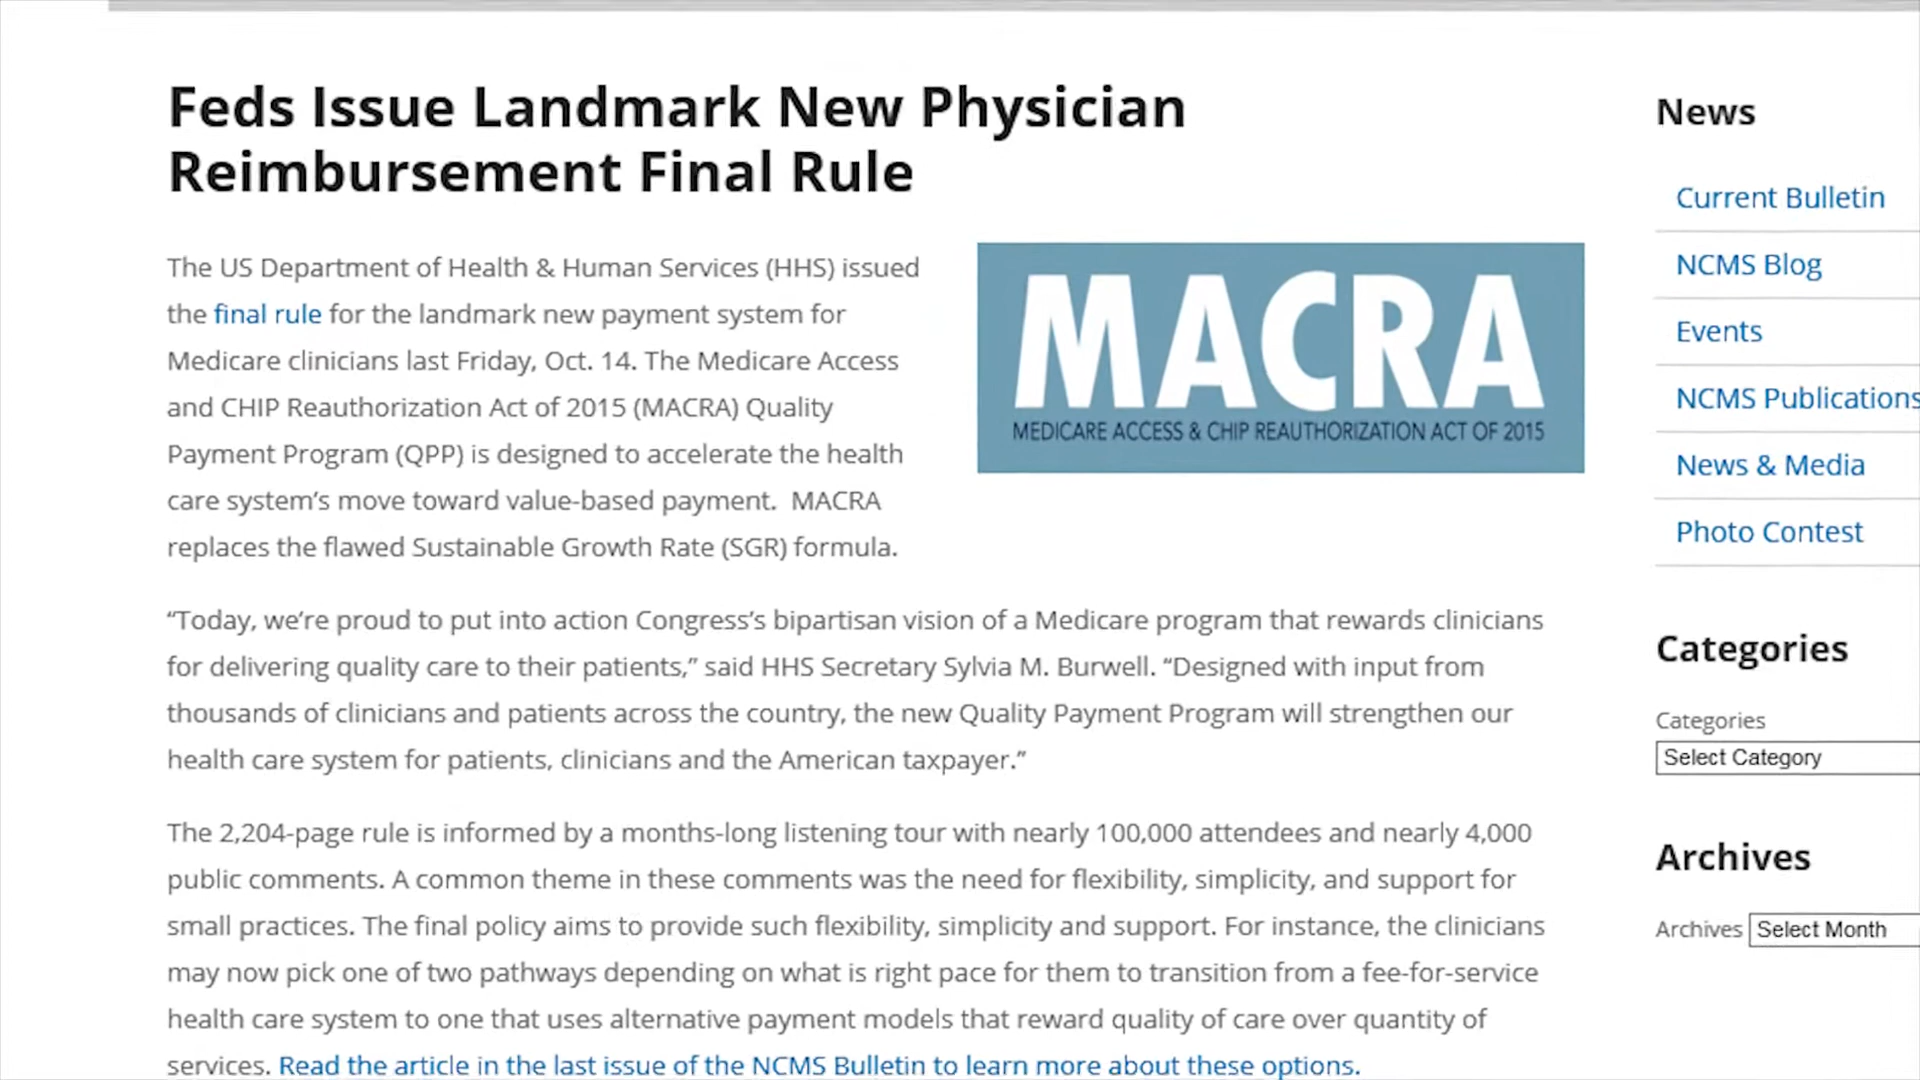 Feds Issue Landmark New Physician
Reimbursement Final Rule
The US Department of Health & Human Services (HHS) issued
the final rule for the landmark new payment system for
Medicare clinicians last Friday, Oct. 14. The Medicare Access
and CHIP Reauthorization Act of 2015 (MACRA) Quality
Payment Program (QPP) is designed to accelerate the health
care system’s move toward value-based payment.  MACRA
replaces the flawed Sustainable Growth Rate (SGR) formula.
MACRA
MEDICARE ACCESS & CHIP REAUTHORIZATION ACT OF 2015
“Today, we’re proud to put into action Congress’s bipartisan vision of a Medicare program that rewards clinicians
for delivering quality care to their patients,” said HHS Secretary Sylvia M. Burwell. “Designed with input from
thousands of clinicians and patients across the country, the new Quality Payment Program will strengthen our
health care system for patients, clinicians and the American taxpayer.”
The 2,204-page rule is informed by a months-long listening tour with nearly 100,000 attendees and nearly 4,000
public comments. A common theme in these comments was the need for flexibility, simplicity, and support for
small practices. The final policy aims to provide such flexibility, simplicity and support. For instance, the clinicians
may now pick one of two pathways depending on what is right pace for them to transition from a fee-for-service
health care system to one that uses alternative payment models that reward quality of care over quantity of
services. Read the article in the last issue of the NCMS Bulletin to learn more about these options.
News
Current Bulletin
NCMS Blog
Events
NCMS Publications
News & Media
Photo Contest
Categories
Categories
Select Category
Archives
Archives Select Month